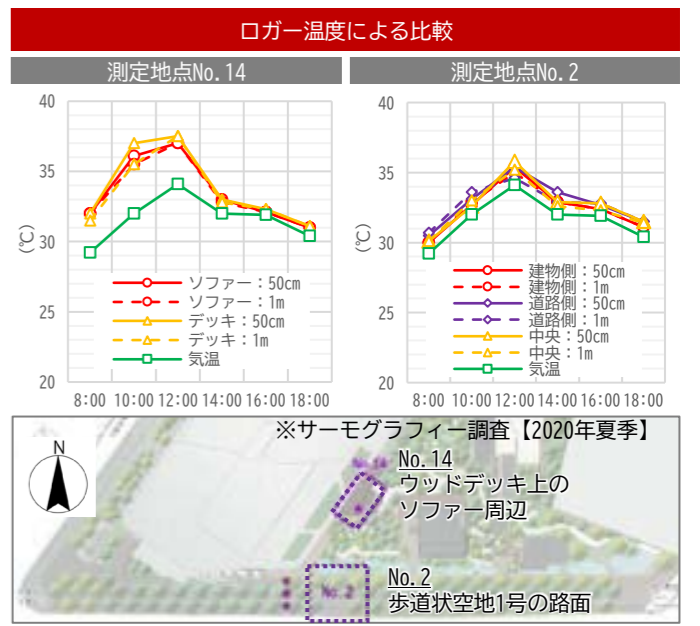 ロガー温度による比較
測定地点No.14
40
35
30
25
20
(℃)
ソファー：50cm
ソファー：1m
デッキ：50cm
デッキ：1m
気温
8:00 10:00 12:00 14:00 16:00 18:00
測定地点No.2
40
35
30
25
20
(℃)
建物側：50cm
建物側：1m
道路側：50cm
道路側：1m
中央：50cm
中央：1m
気温
8:00 10:00 12:00 14:00 16:00 18:00
※サーモグラフィー調査【2020年夏季】
N
No.14
No.14
ウッドデッキ上の
ソファー周辺
No.2
No.2
歩道状空地1号の路面